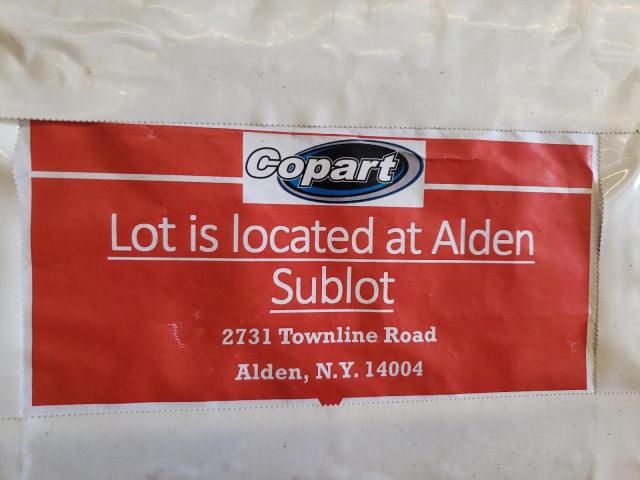 Copart
Lot is located at Alden
Sublot
2731 Townline Road
Alden, N.Y. 14004